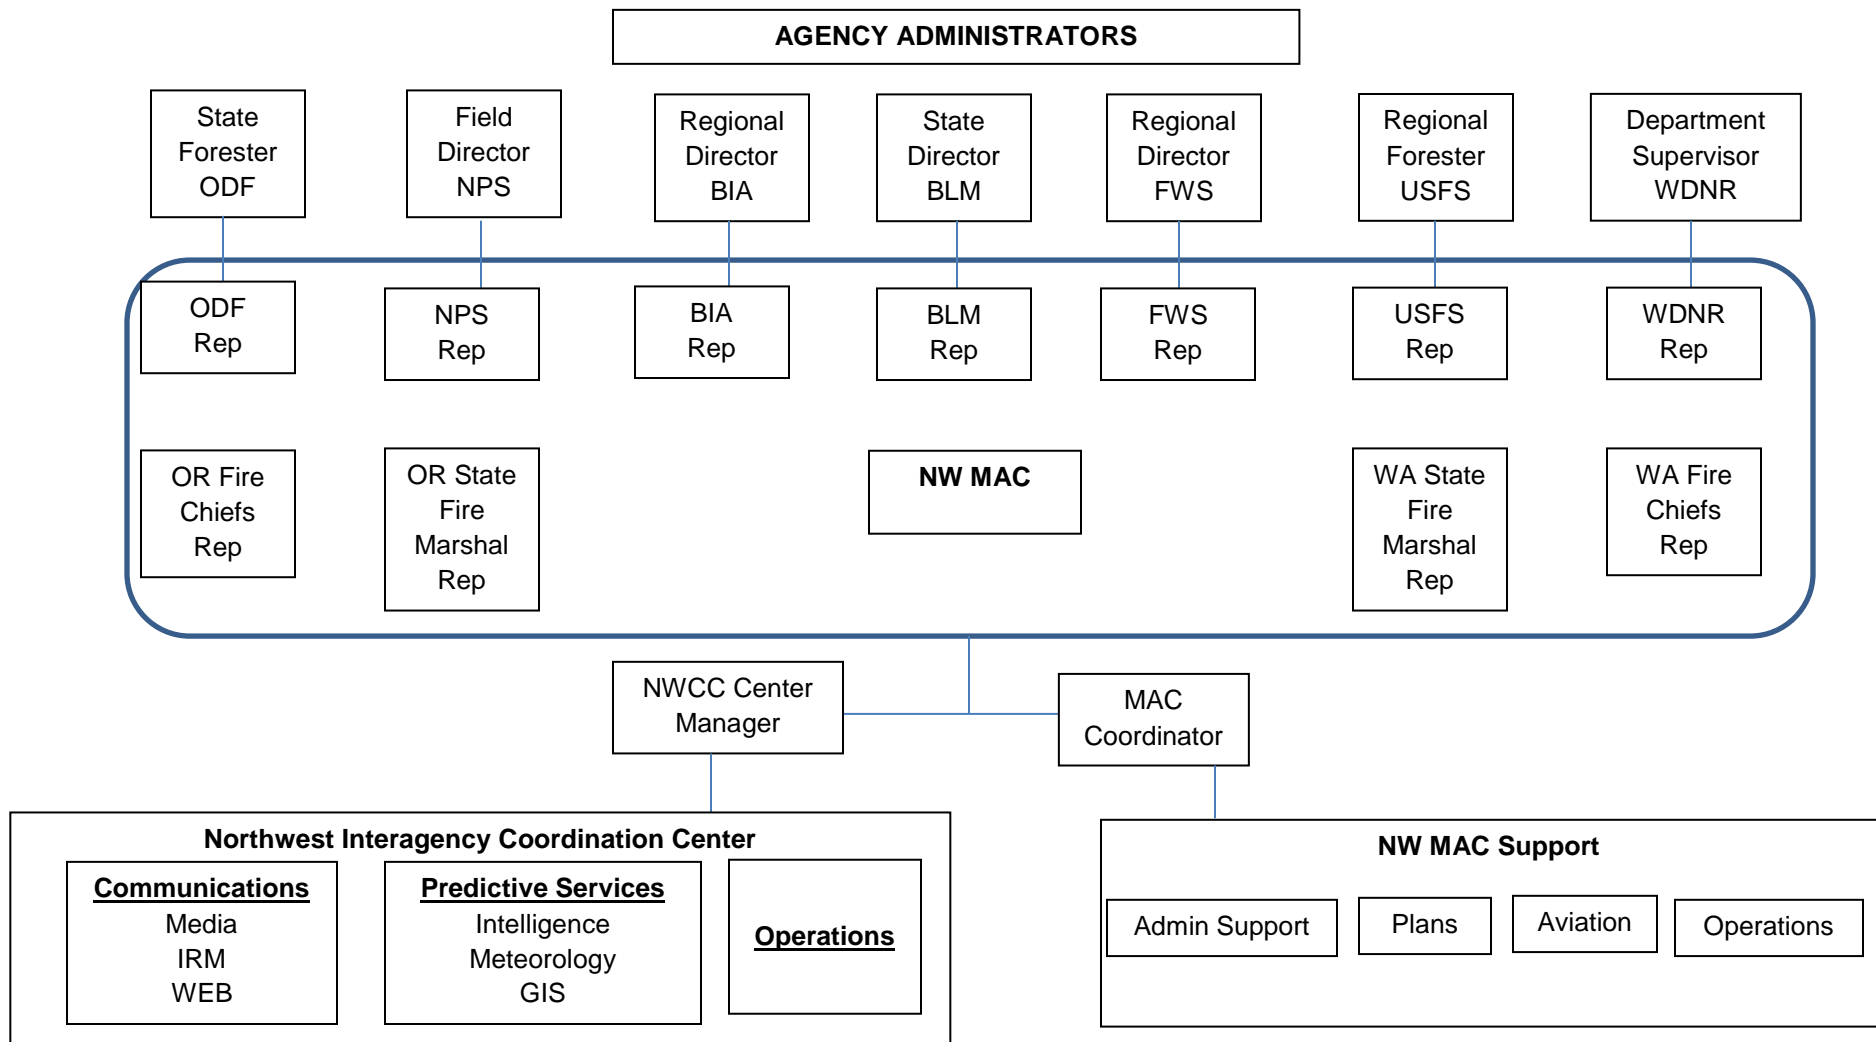 AGENCY ADMINISTRATORS
State
Forester
ODF
Field
Director
NPS
Regional
Director
BIA
State
Director
BLM
Regional
Director
FWS
Regional
Forester
USFS
Department
Supervisor
WDNR
ODF
Rep
NPS
Rep
BIA
Rep
BLM
Rep
FWS
Rep
USFS
Rep
WDNR
Rep
OR Fire
Chiefs
Rep
OR State
Fire
Marshal
Rep
NW MAC
WA State
Fire
Marshal
Rep
WA Fire
Chiefs
Rep
NWCC Center
Manager
MAC
Coordinator
Northwest Interagency Coordination Center
Communications
Media
IRM
WEB
Predictive Services
Intelligence
Meteorology
GIS
Operations
NW MAC Support
Admin Support
Plans
Aviation
Operations